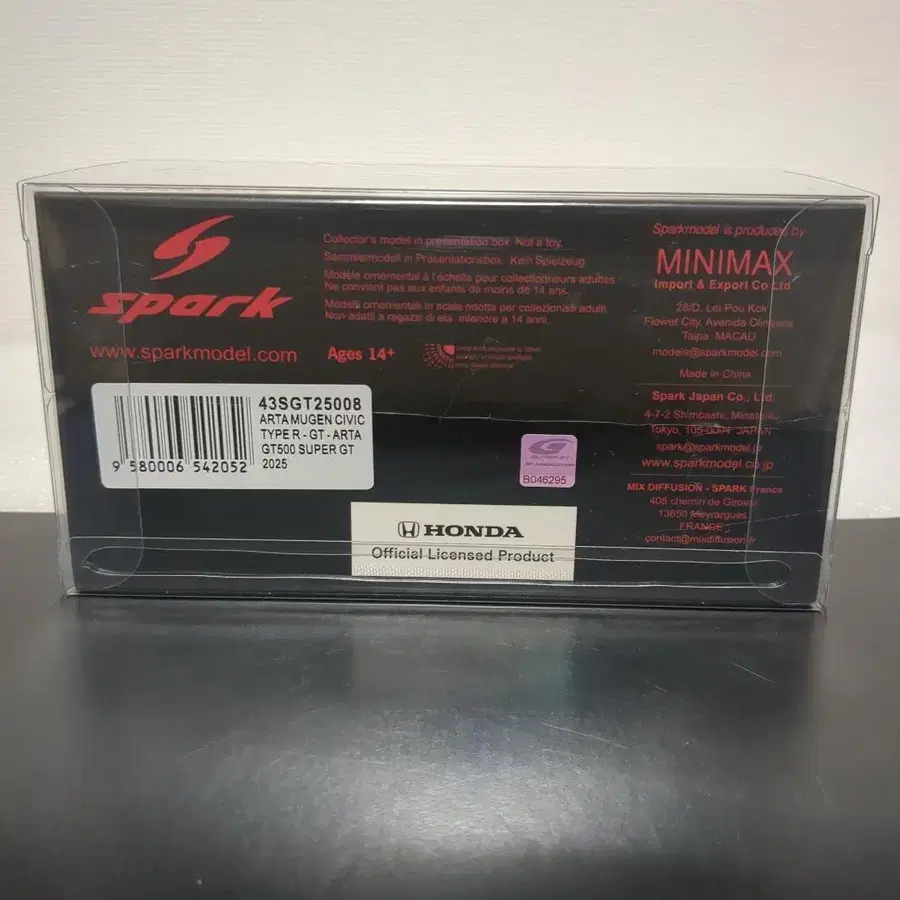 spark
www.sparkmodel.com
Collector's model in presentation box. Not a toy.
Sammlermodell in Präsentationsbox. Kein Spielzeug
Modèle ornemental à l'échelle pour collectionneurs adultes
Ne convient pas aux enfants de moins de 14 ans.
Modelli ornamentali in scala ridotta per collezionisti adulti.
Non adatti a ragazzi di età inferiore a 14 anni.
Ages 14+
43SGT25008
ARTA MUGEN CIVIC
TYPE R - GT - ARTA
GT500 SUPER GT
2025
9 580006 542052
SUPER GT
B046295
HONDA
Official Licensed Product
Sparkmodel is produced by
MINIMAX
Import & Export Co Ltd
28/D, Lei Pou Kok
Flower City, Avenida Olimpica
Taipa, MACAU
models@sparkmodel.com
Made in China
Spark Japan Co., Ltd.
4-7-2 Shimbashi, Minato-ku
Tokyo, 105-0004 JAPAN
spark@sparkmodel
www.sparkmodel.co.jp
MIX DIFFUSION - SPARK France
405 chemin de
13650 Meyrargues
FRANCE
contact@mixdiffusion.fr